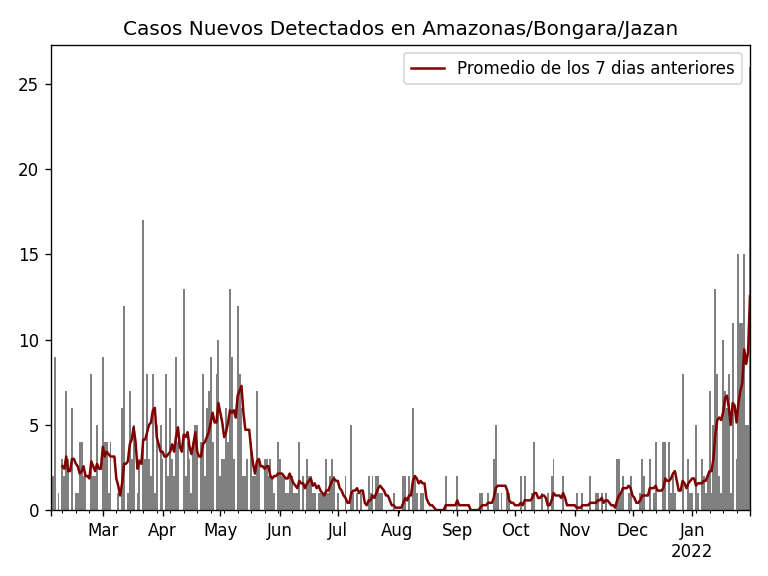 Casos Nuevos Detectados en Amazonas/Bongara/Jazan
Promedio de los 7 dias anteriores
25
20
15
10
5
0
Mar Apr May Jun Jul Aug Sep Oct Nov Dec Jan
2022